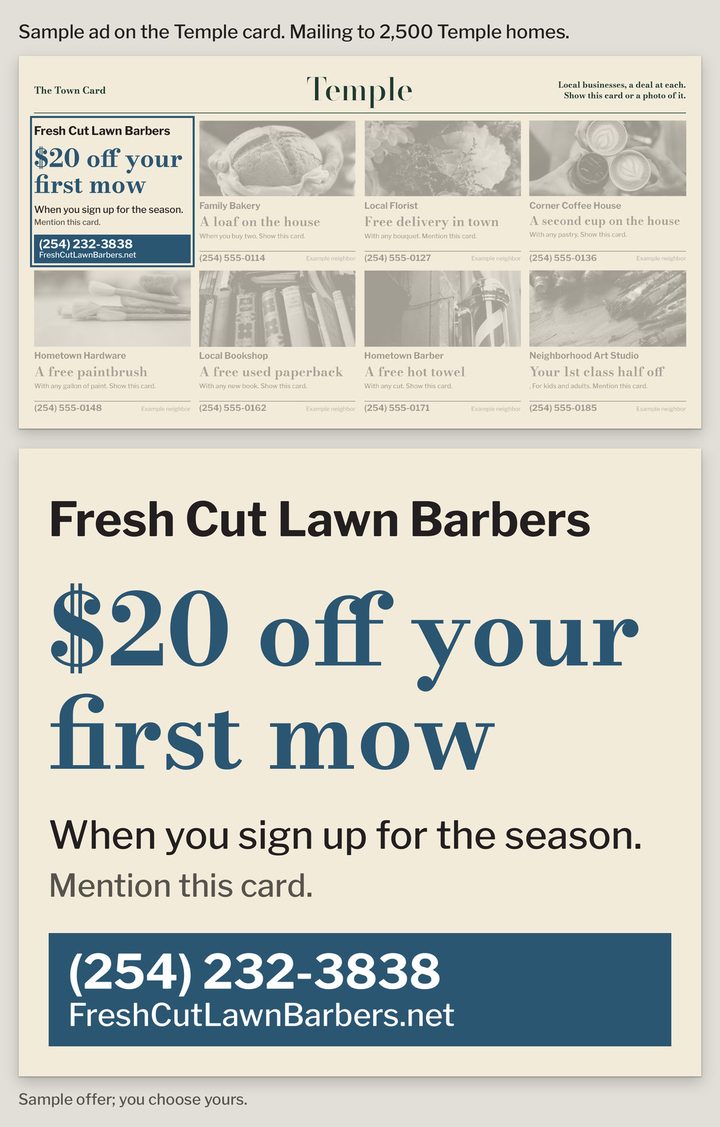 Sample ad on the Temple card. Mailing to 2,500 Temple homes.
The Town Card
Temple
Local businesses, a deal at each.
Show this card or a photo of it.
Fresh Cut Lawn Barbers
$20 off your
first mow
When you sign up for the season.
Mention this card.
(254) 232-3838
FreshCutLawnBarbers.net
Family Bakery
A loaf on the house
When you buy two. Show this card.
(254) 555-0114
Example neighbor
Local Florist
Free delivery in town
With any bouquet. Mention this card.
(254) 555-0127
Example neighbor
Corner Coffee House
A second cup on the house
With any pastry. Show this card.
(254) 555-0136
Example neighbor
Hometown Hardware
A free paintbrush
With any gallon of paint. Show this card.
(254) 555-0148
Example neighbor
Local Bookshop
A free used paperback
With any new book. Show this card.
(254) 555-0162
Example neighbor
Hometown Barber
A free hot towel
With any cut. Show this card.
(254) 555-0171
Example neighbor
Neighborhood Art Studio
Your 1st class half off
For kids and adults. Mention this card.
(254) 555-0185
Example neighbor
Fresh Cut Lawn Barbers
$20 off your
first mow
When you sign up for the season.
Mention this card.
(254) 232-3838
FreshCutLawnBarbers.net
Sample offer; you choose yours.